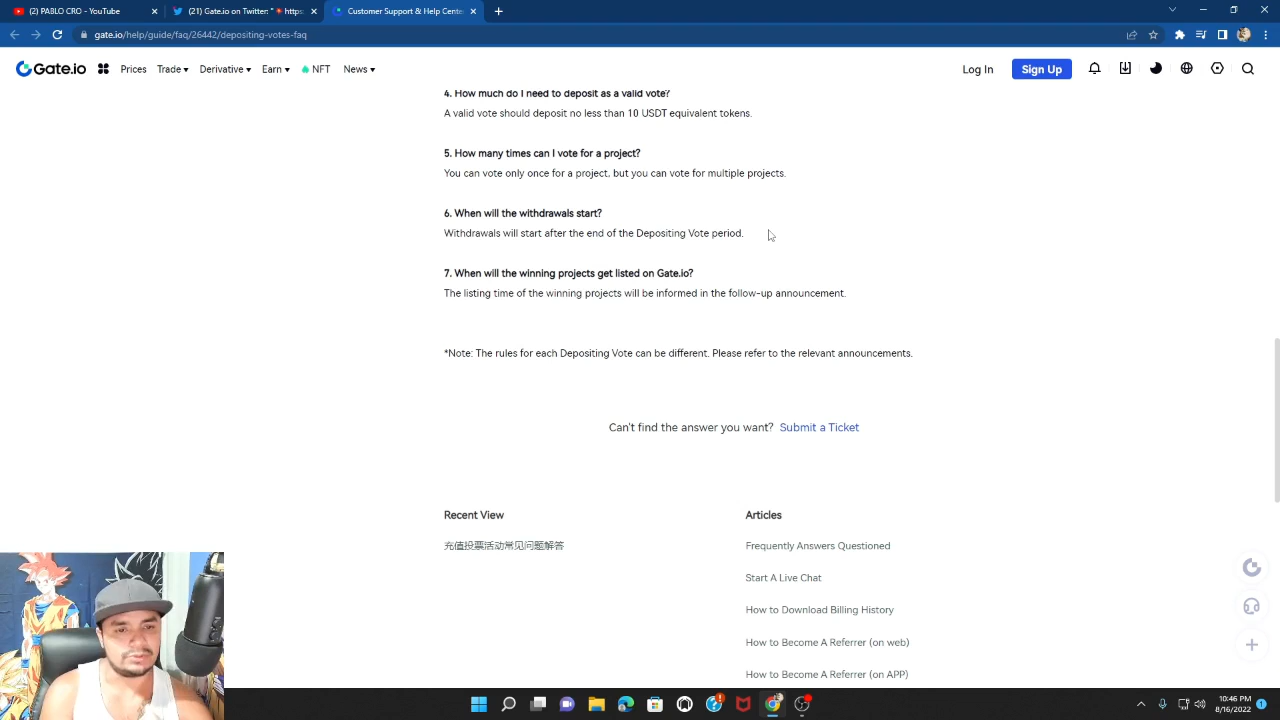 (2) PABLO CRO - YouTube
(21) Gate.io on Twitter: "📍https:
Customer Support & Help Cente
gate.io/help/guide/faq/26442/depositing-votes-faq
Gate.io Prices Trade Derivative Earn NFT News Log In Sign Up
4. How much do I need to deposit as a valid vote?
A valid vote should deposit no less than 10 USDT equivalent tokens.
5. How many times can I vote for a project?
You can vote only once for a project, but you can vote for multiple projects.
6. When will the withdrawals start?
Withdrawals will start after the end of the Depositing Vote period.
7. When will the winning projects get listed on Gate.io?
The listing time of the winning projects will be informed in the follow-up announcement.
*Note: The rules for each Depositing Vote can be different. Please refer to the relevant announcements.
Can't find the answer you want? Submit a Ticket
Recent View
充值投票活动常见问题解答
Articles
Frequently Answers Questioned
Start A Live Chat
How to Download Billing History
How to Become A Referrer (on web)
How to Become A Referrer (on APP)
10:46 PM
8/16/2022